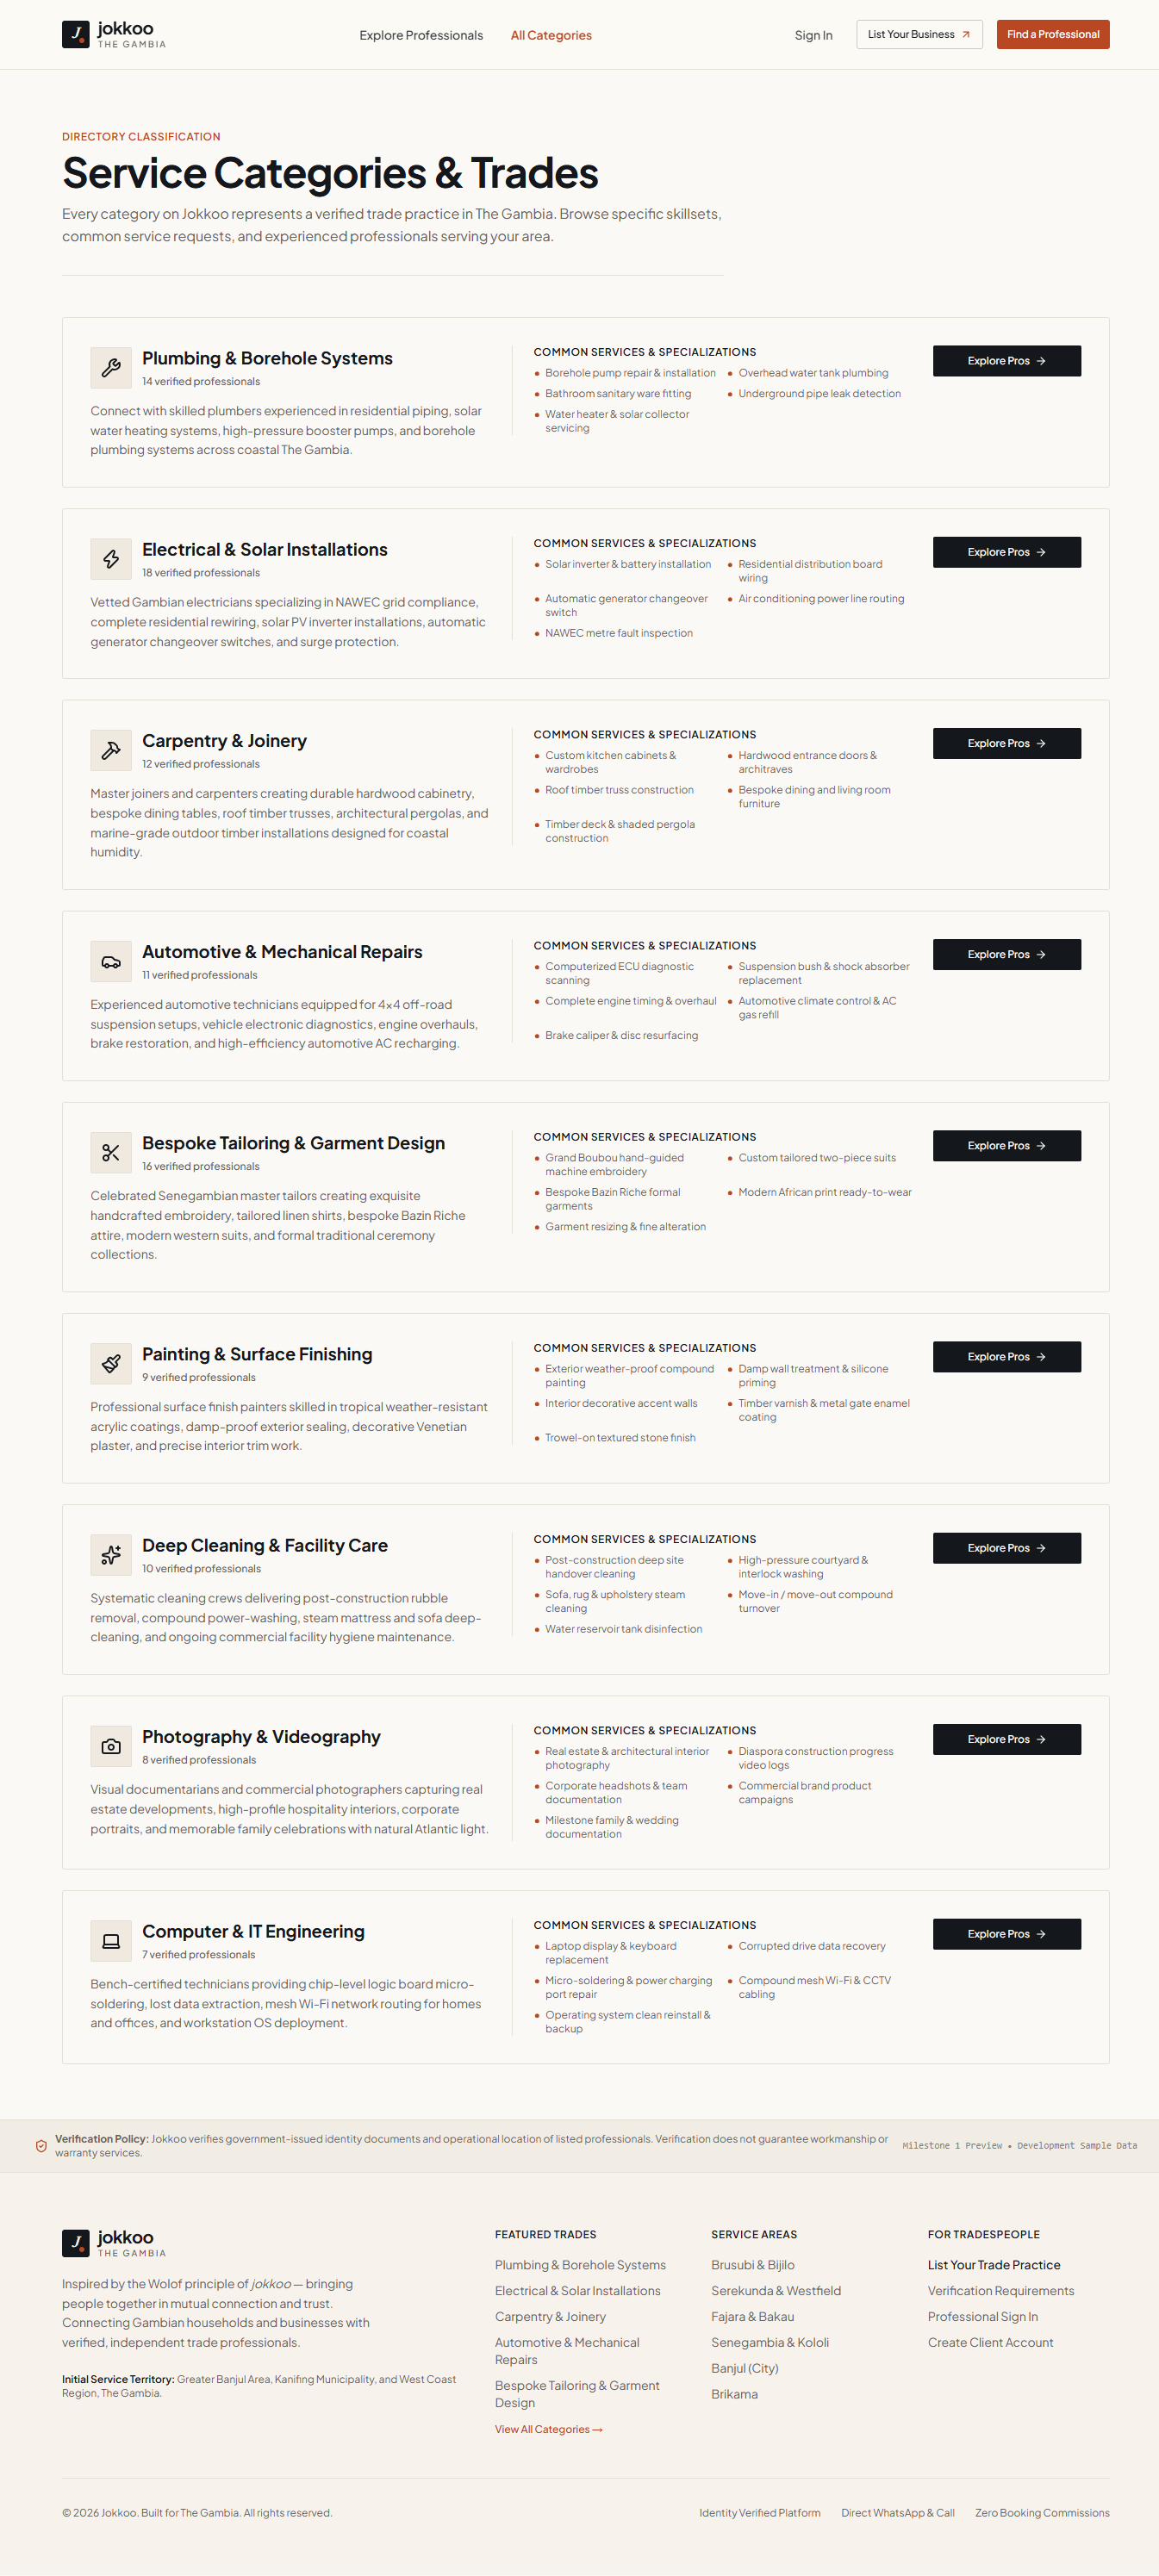 J jokkoo
THE GAMBIA
Explore Professionals
All Categories
Sign In
List Your Business
Find a Professional
DIRECTORY CLASSIFICATION
Service Categories & Trades
Every category on Jokkoo represents a verified trade practice in The Gambia. Browse specific skillsets,
common service requests, and experienced professionals serving your area.
Plumbing & Borehole Systems
14 verified professionals
Connect with skilled plumbers experienced in residential piping, solar
water heating systems, high-pressure booster pumps, and borehole
plumbing systems across coastal The Gambia.
COMMON SERVICES & SPECIALIZATIONS
• Borehole pump repair & installation
• Overhead water tank plumbing
• Bathroom sanitary ware fitting
• Underground pipe leak detection
• Water heater & solar collector
servicing
Explore Pros →
Electrical & Solar Installations
18 verified professionals
Vetted Gambian electricians specializing in NAWEC grid compliance,
complete residential rewiring, solar PV inverter installations, automatic
generator changeover switches, and surge protection.
COMMON SERVICES & SPECIALIZATIONS
• Solar inverter & battery installation
• Residential distribution board
wiring
• Automatic generator changeover
switch
• Air conditioning power line routing
• NAWEC metre fault inspection
Explore Pros →
Carpentry & Joinery
12 verified professionals
Master joiners and carpenters creating durable hardwood cabinetry,
bespoke dining tables, roof timber trusses, architectural pergolas, and
marine-grade outdoor timber installations designed for coastal
humidity.
COMMON SERVICES & SPECIALIZATIONS
• Custom kitchen cabinets &
wardrobes
• Hardwood entrance doors &
architraves
• Roof timber truss construction
• Bespoke dining and living room
furniture
• Timber deck & shaded pergola
construction
Explore Pros →
Automotive & Mechanical Repairs
11 verified professionals
Experienced automotive technicians equipped for 4x4 off-road
suspension setups, vehicle electronic diagnostics, engine overhauls,
brake restoration, and high-efficiency automotive AC recharging.
COMMON SERVICES & SPECIALIZATIONS
• Computerized ECU diagnostic
scanning
• Suspension bush & shock absorber
replacement
• Complete engine timing & overhaul
• Automotive climate control & AC
gas refill
• Brake caliper & disc resurfacing
Explore Pros →
Bespoke Tailoring & Garment Design
16 verified professionals
Celebrated Senegambian master tailors creating exquisite
handcrafted embroidery, tailored linen shirts, bespoke Bazin Riche
attire, modern western suits, and formal traditional ceremony
collections.
COMMON SERVICES & SPECIALIZATIONS
• Grand Boubou hand-guided
machine embroidery
• Custom tailored two-piece suits
• Bespoke Bazin Riche formal
garments
• Modern African print ready-to-wear
• Garment resizing & fine alteration
Explore Pros →
Painting & Surface Finishing
9 verified professionals
Professional surface finish painters skilled in tropical weather-resistant
acrylic coatings, damp-proof exterior sealing, decorative Venetian
plaster, and precise interior trim work.
COMMON SERVICES & SPECIALIZATIONS
• Exterior weather-proof compound
painting
• Damp wall treatment & silicone
priming
• Interior decorative accent walls
• Timber varnish & metal gate enamel
coating
• Trowel-on textured stone finish
Explore Pros →
Deep Cleaning & Facility Care
10 verified professionals
Systematic cleaning crews delivering post-construction rubble
removal, compound power-washing, steam mattress and sofa deep-
cleaning, and ongoing commercial facility hygiene maintenance.
COMMON SERVICES & SPECIALIZATIONS
• Post-construction deep site
handover cleaning
• High-pressure courtyard &
interlock washing
• Sofa, rug & upholstery steam
cleaning
• Move-in / move-out compound
turnover
• Water reservoir tank disinfection
Explore Pros →
Photography & Videography
8 verified professionals
Visual documentarians and commercial photographers capturing real
estate developments, high-profile hospitality interiors, corporate
portraits, and memorable family celebrations with natural Atlantic light.
COMMON SERVICES & SPECIALIZATIONS
• Real estate & architectural interior
photography
• Diaspora construction progress
video logs
• Corporate headshots & team
documentation
• Commercial brand product
campaigns
• Milestone family & wedding
documentation
Explore Pros →
Computer & IT Engineering
7 verified professionals
Bench-certified technicians providing chip-level logic board micro-
soldering, lost data extraction, mesh Wi-Fi network routing for homes
and offices, and workstation OS deployment.
COMMON SERVICES & SPECIALIZATIONS
• Laptop display & keyboard
replacement
• Corrupted drive data recovery
• Micro-soldering & power charging
port repair
• Compound mesh Wi-Fi & CCTV
cabling
• Operating system clean reinstall &
backup
Explore Pros →
Verification Policy: Jokkoo verifies government-issued identity documents and operational location of listed professionals. Verification does not guarantee workmanship or
warranty services.
Milestone 1 Preview • Development Sample Data
J jokkoo
THE GAMBIA
Inspired by the Wolof principle of jokkoo — bringing
people together in mutual connection and trust.
Connecting Gambian households and businesses with
verified, independent trade professionals.
Initial Service Territory: Greater Banjul Area, Kanifing Municipality, and West Coast
Region, The Gambia.
FEATURED TRADES
Plumbing & Borehole Systems
Electrical & Solar Installations
Carpentry & Joinery
Automotive & Mechanical
Repairs
Bespoke Tailoring & Garment
Design
View All Categories →
SERVICE AREAS
Brusubi & Bijilo
Serekunda & Westfield
Fajara & Bakau
Senegambia & Kololi
Banjul (City)
Brikama
FOR TRADESPEOPLE
List Your Trade Practice
Verification Requirements
Professional Sign In
Create Client Account
© 2026 Jokkoo. Built for The Gambia. All rights reserved.
Identity Verified Platform
Direct WhatsApp & Call
Zero Booking Commissions